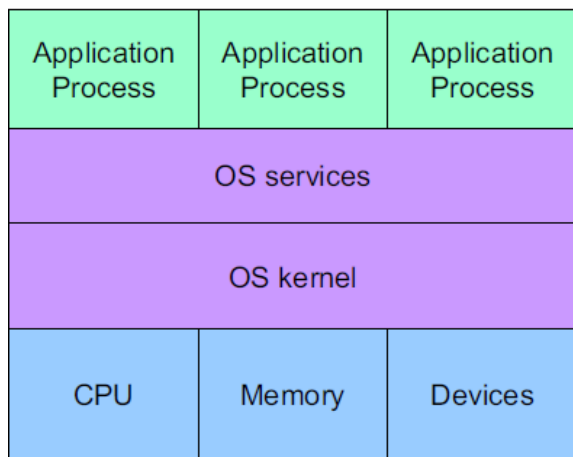 Application
Process
Application
Process
Application
Process
OS services
OS kernel
CPU
Memory
Devices